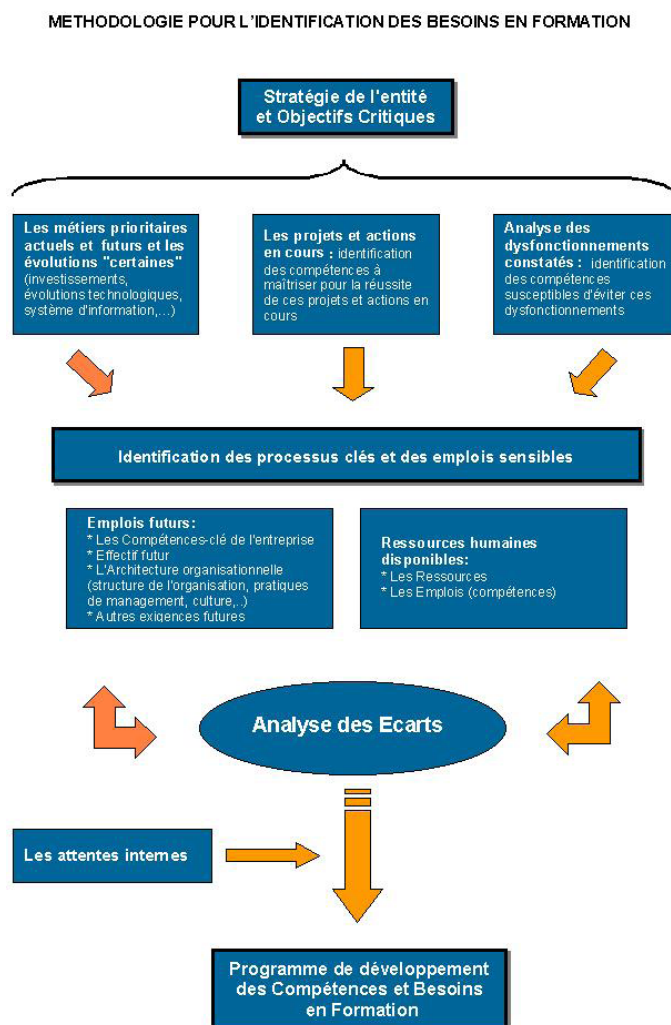 METHODOLOGIE POUR L'IDENTIFICATION DES BESOINS EN FORMATION
Stratégie de l'entité
et Objectifs Critiques
Les métiers prioritaires
actuels et futurs et les
évolutions "certaines"
(investissements,
évolutions technologiques,
système d'information,...)
Les projets et actions
en cours : identification
des compétences à
maîtriser pour la réussite
de ces projets et actions en
cours
Analyse des
dysfonctionnements
constatés : identification
des compétences
susceptibles d'éviter ces
dysfonctionnements
Identification des processus clés et des emplois sensibles
Emplois futurs:
* Les Compétences-clé de l'entreprise
* Effectif futur
* L'Architecture organisationnelle
(structure de l'organisation, pratiques
de management, culture,..)
* Autres exigences futures
Ressources humaines
disponibles:
* Les Ressources
* Les Emplois (compétences)
Analyse des Ecarts
Les attentes internes
Programme de développement
des Compétences et Besoins
en Formation